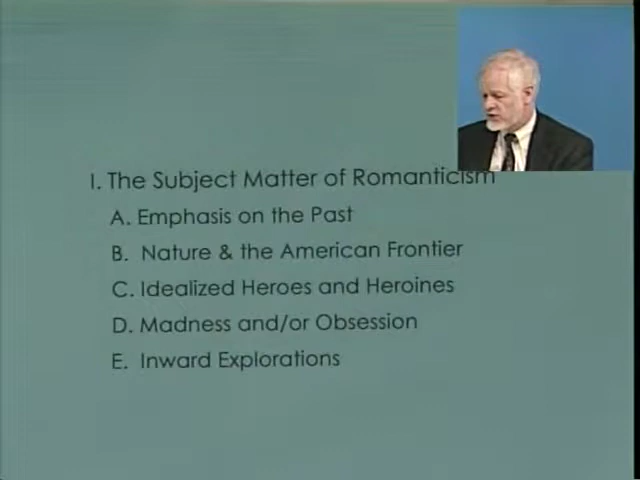 I. The Subject Matter of Romanticism
A. Emphasis on the Past
B. Nature & the American Frontier
C. Idealized Heroes and Heroines
D. Madness and/or Obsession
E. Inward Explorations